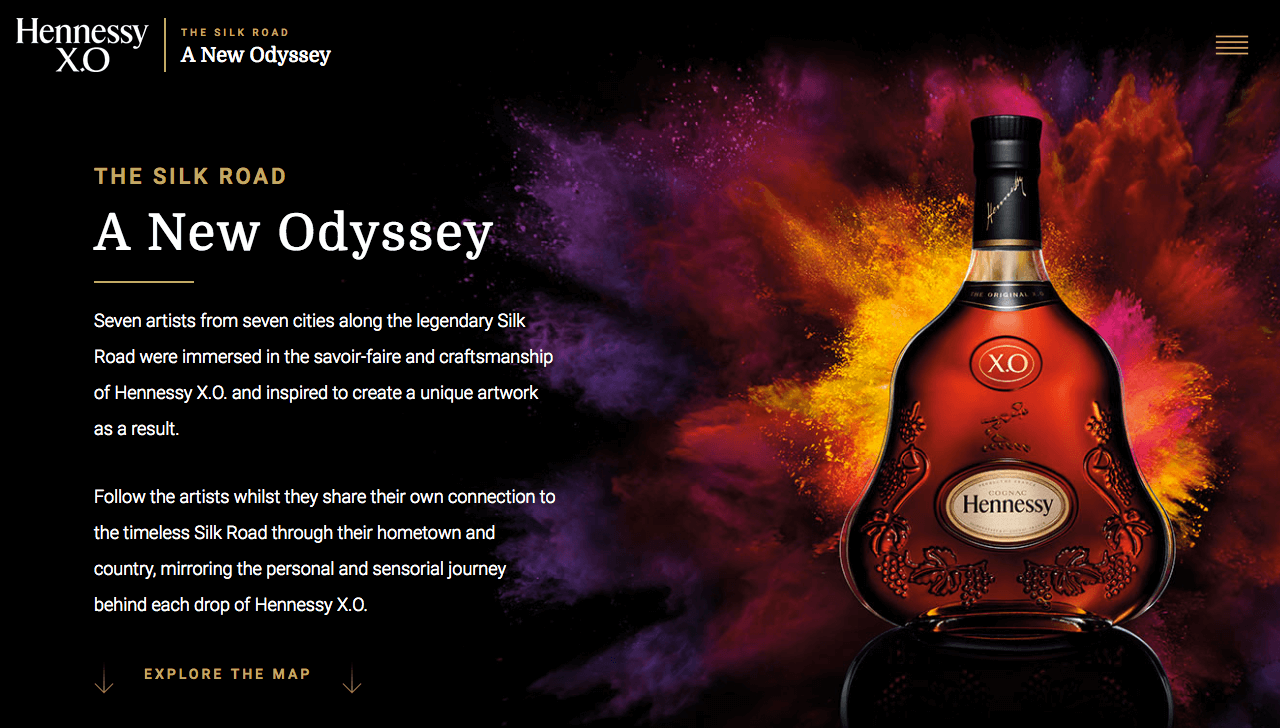 Hennessy
X.O
THE SILK ROAD
A New Odyssey
THE SILK ROAD
A New Odyssey
Seven artists from seven cities along the legendary Silk
Road were immersed in the savoir-faire and craftsmanship
of Hennessy X.O. and inspired to create a unique artwork
as a result.
Follow the artists whilst they share their own connection to
the timeless Silk Road through their hometown and
country, mirroring the personal and sensorial journey
behind each drop of Hennessy X.O.
EXPLORE THE MAP
Hennessy
THE ORIGINAL X.O
X.O
PRODUCT OF FRANCE
COGNAC
Hennessy